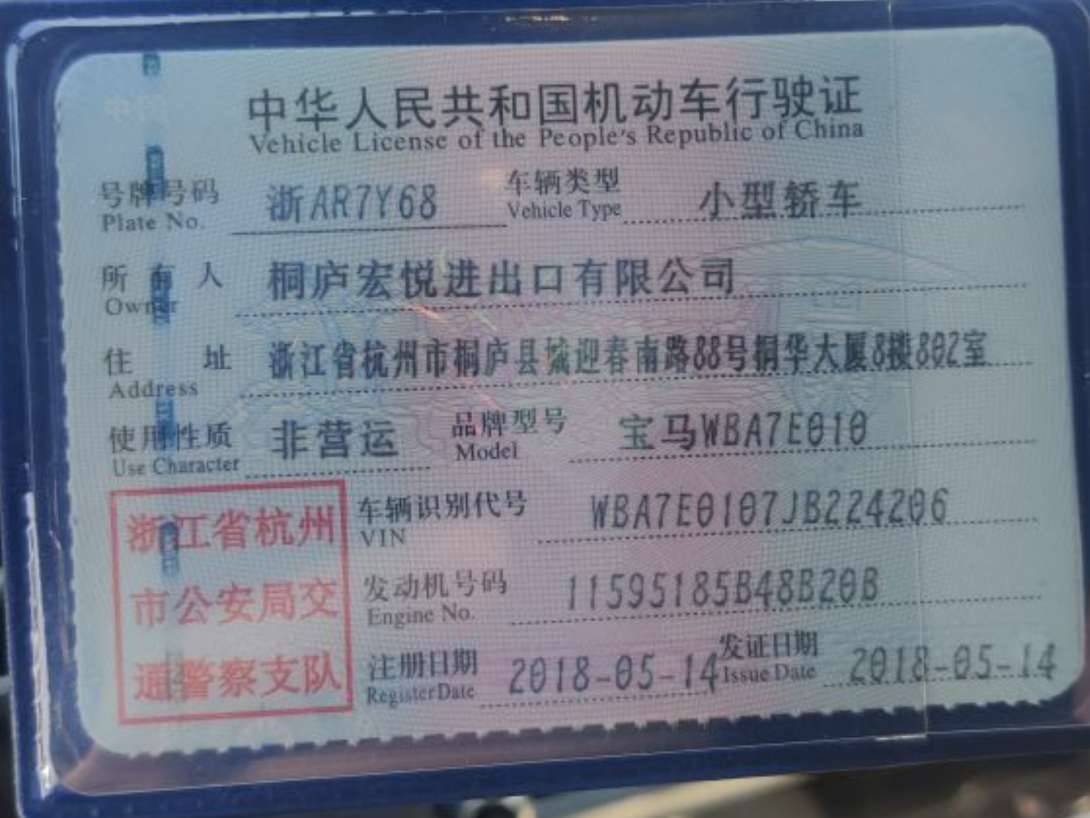 中华人民共和国机动车行驶证
Vehicle License of the People's Republic of China
号牌号码 浙AR7Y68 车辆类型 小型轿车
Plate No. Vehicle Type
所有人 桐庐宏悦进出口有限公司
Owner
住址 浙江省杭州市桐庐县城迎春南路88号桐华大厦8楼802室
Address
使用性质 非营运 品牌型号 宝马WBA7E010
Use Character Model
浙江省杭州 车辆识别代号 WBA7E0107JB224206
VIN
市公安局交 发动机号码 11595185B48B20B
Engine No.
通警察支队 注册日期 2018-05-14 发证日期 2018-05-14
Register Date Issue Date